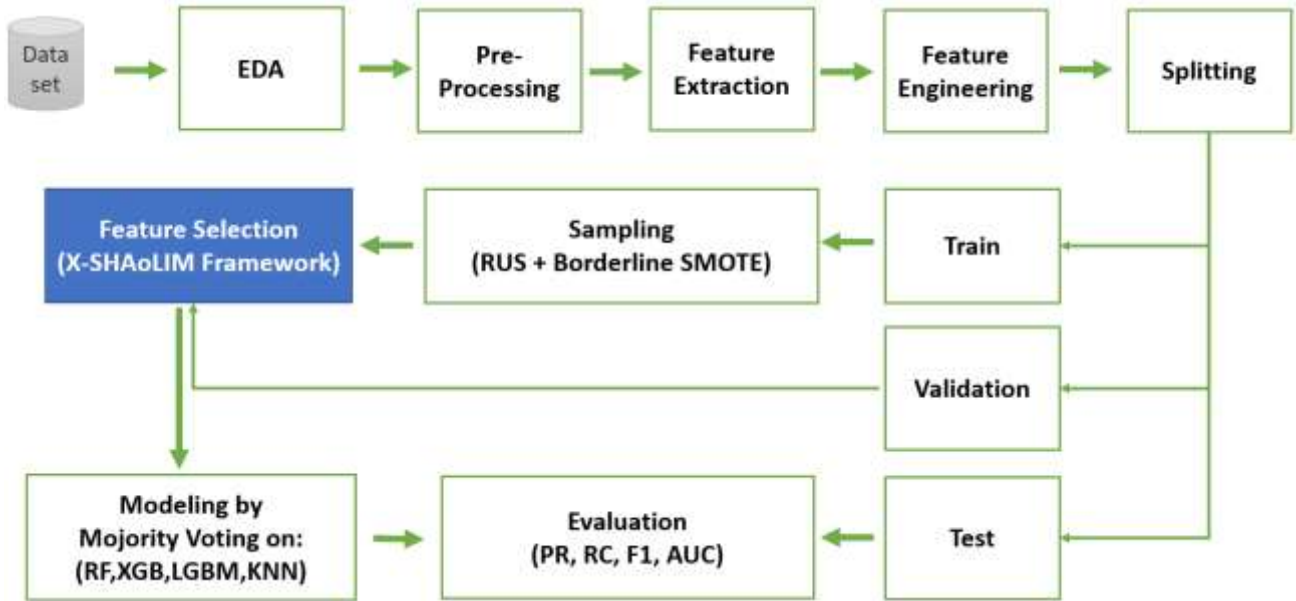 Data
set
EDA
Pre-
Processing
Feature
Extraction
Feature
Engineering
Splitting
Feature Selection
(X-SHAoLIM Framework)
Sampling
(RUS + Borderline SMOTE)
Train
Validation
Modeling by
Mojority Voting on:
(RF,XGB,LGBM,KNN)
Evaluation
(PR, RC, F1, AUC)
Test